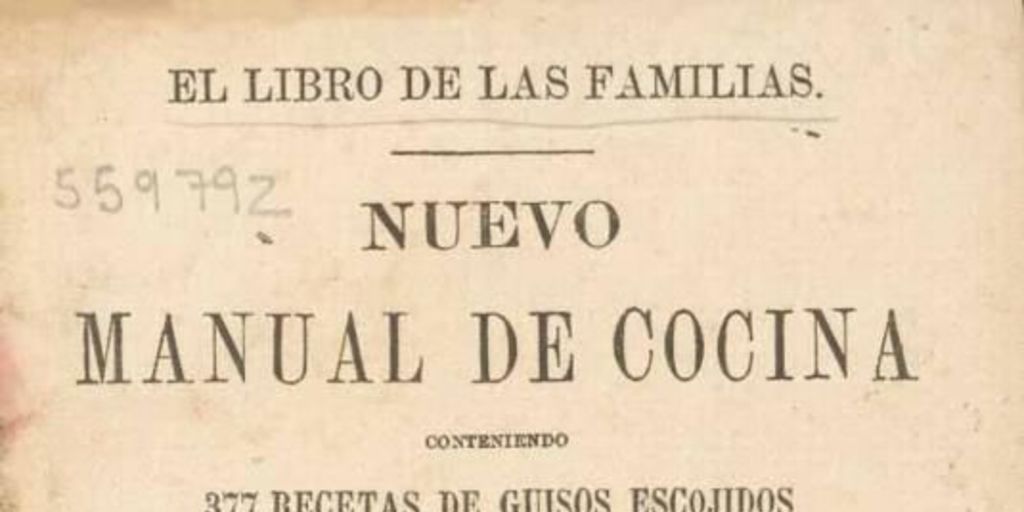 EL LIBRO DE LAS FAMILIAS.
559792
NUEVO
MANUAL DE COCINA
CONTENIENDO
377 RECETAS DE GUISOS ESCOJIDOS